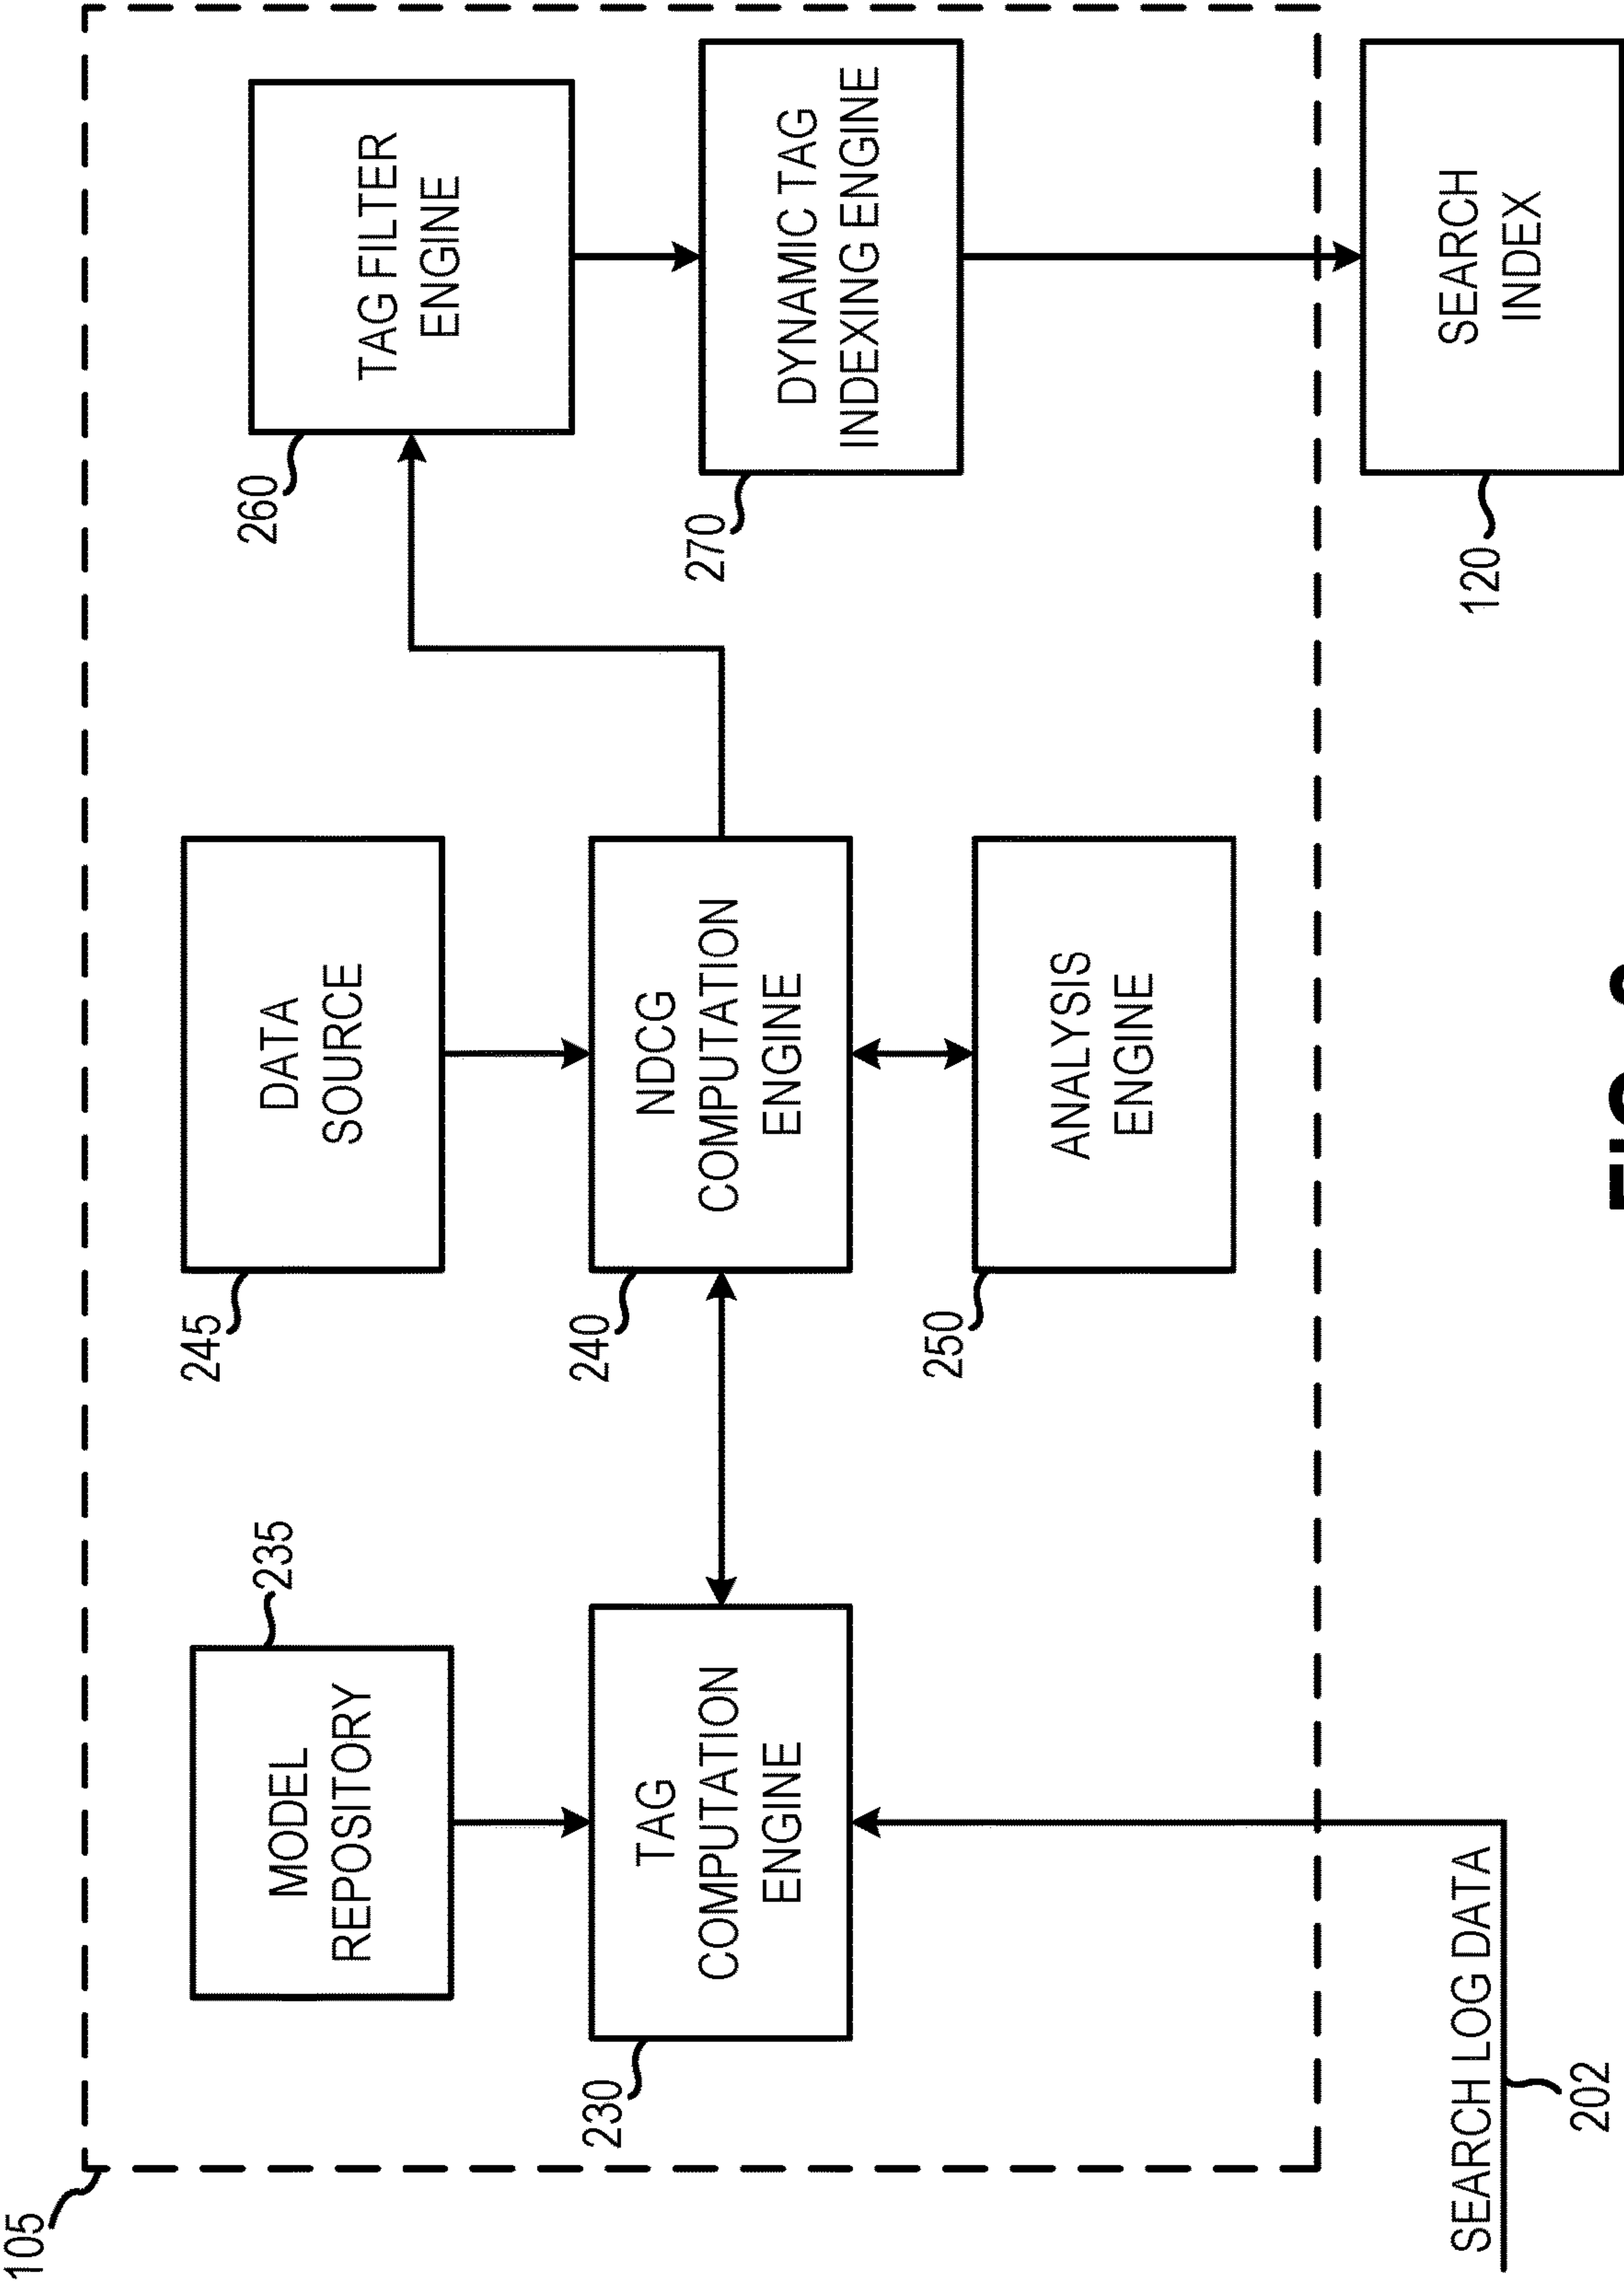 105
235
MODEL
REPOSITORY
245
DATA
SOURCE
260
TAG FILTER
ENGINE
230
TAG
COMPUTATION
ENGINE
240
NDCG
COMPUTATION
ENGINE
270
DYNAMIC TAG
INDEXING ENGINE
250
ANALYSIS
ENGINE
SEARCH LOG DATA
202
120
SEARCH
INDEX